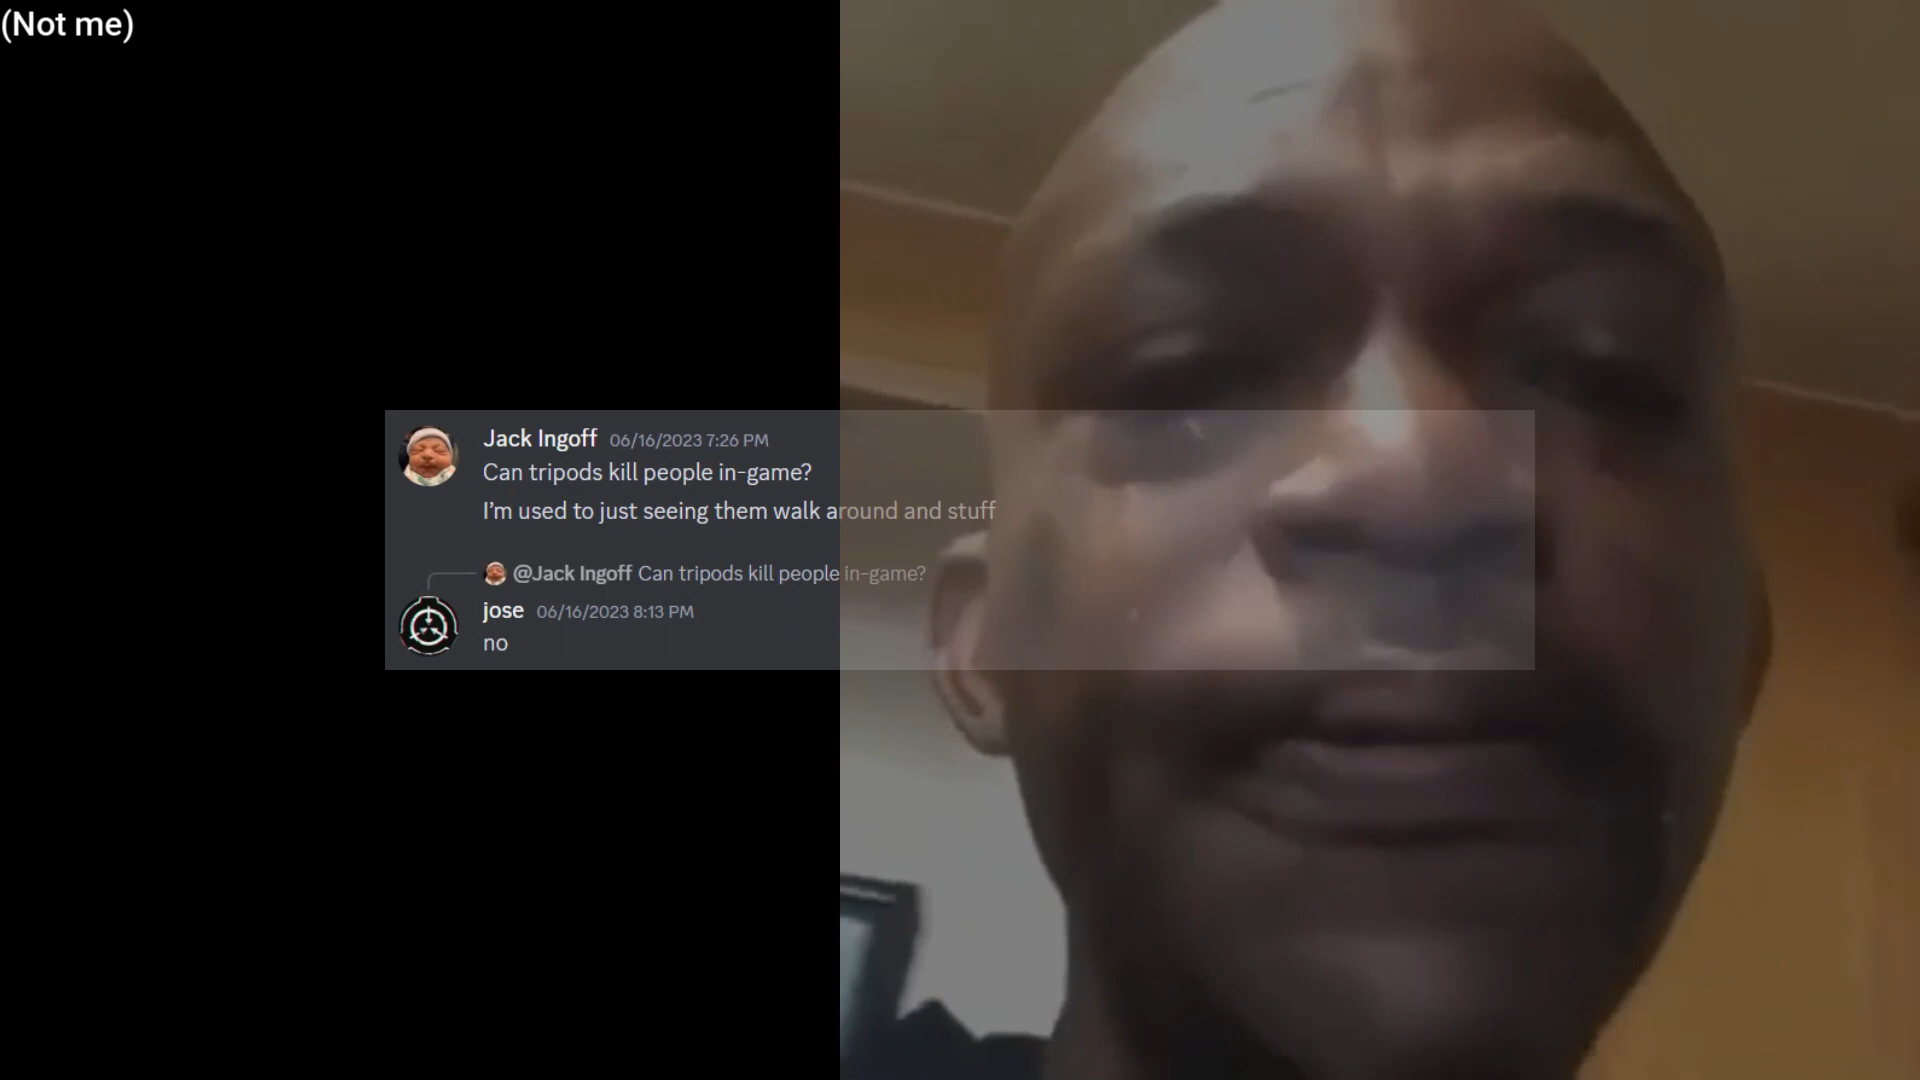 (Not me)
Jack Ingoff 06/16/2023 7:26 PM
Can tripods kill people in-game?
I’m used to just seeing them walk around and stuff
@Jack Ingoff Can tripods kill people in-game?
jose 06/16/2023 8:13 PM
no